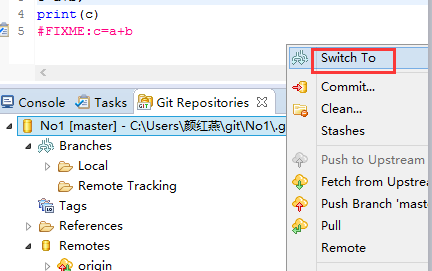 4 print(c)
5 #FIXME:c=a+b
Console Tasks Git Repositories
No1 [master] - C:\Users\颜红燕\git\No1\.g
Branches
Local
Remote Tracking
Tags
References
Remotes
origin
Switch To
Commit...
Clean...
Stashes
Push to Upstream
Fetch from Upstrea
Push Branch 'maste
Pull
Remote